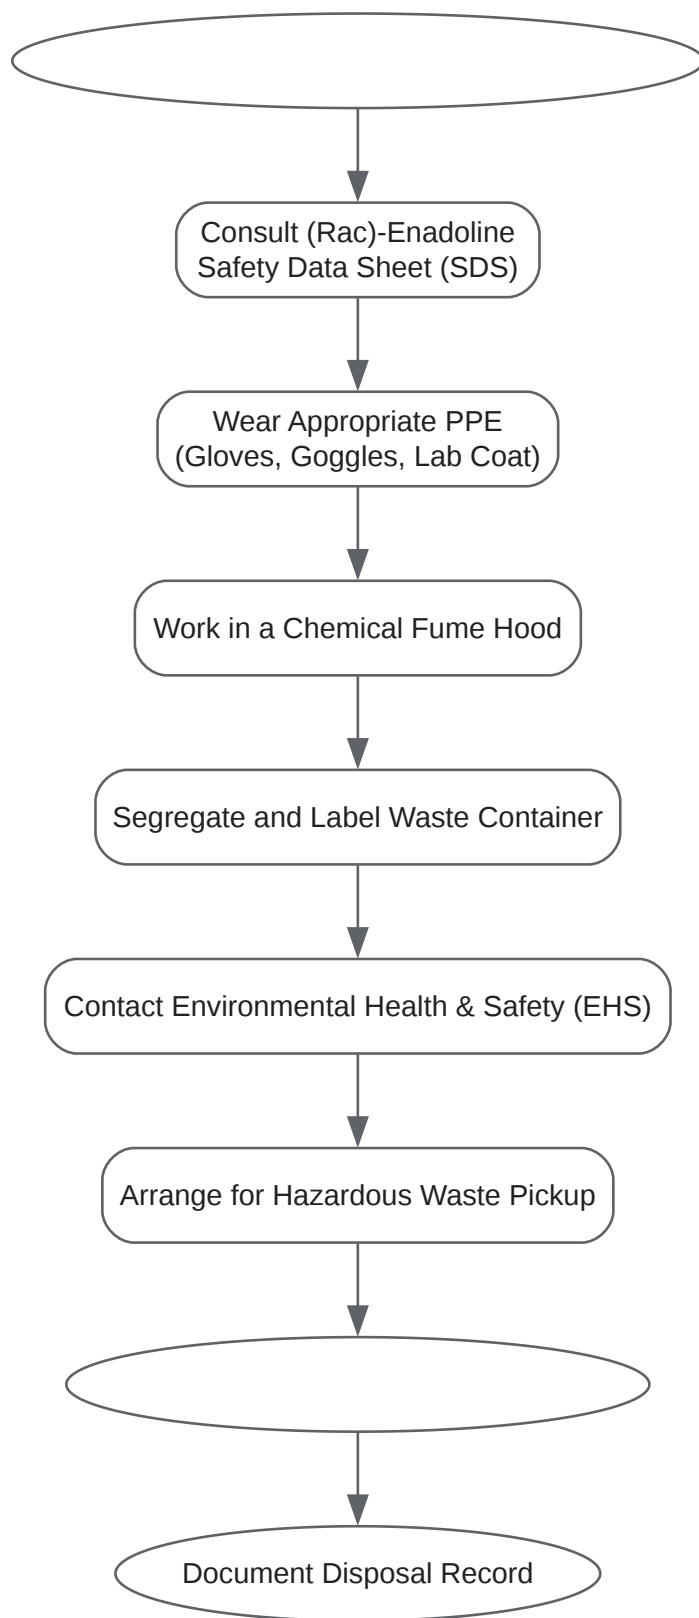 Consult (Rac)-Enadoline
Safety Data Sheet (SDS)
Wear Appropriate PPE
(Gloves, Goggles, Lab Coat)
Work in a Chemical Fume Hood
Segregate and Label Waste Container
Contact Environmental Health & Safety (EHS)
Arrange for Hazardous Waste Pickup
Document Disposal Record